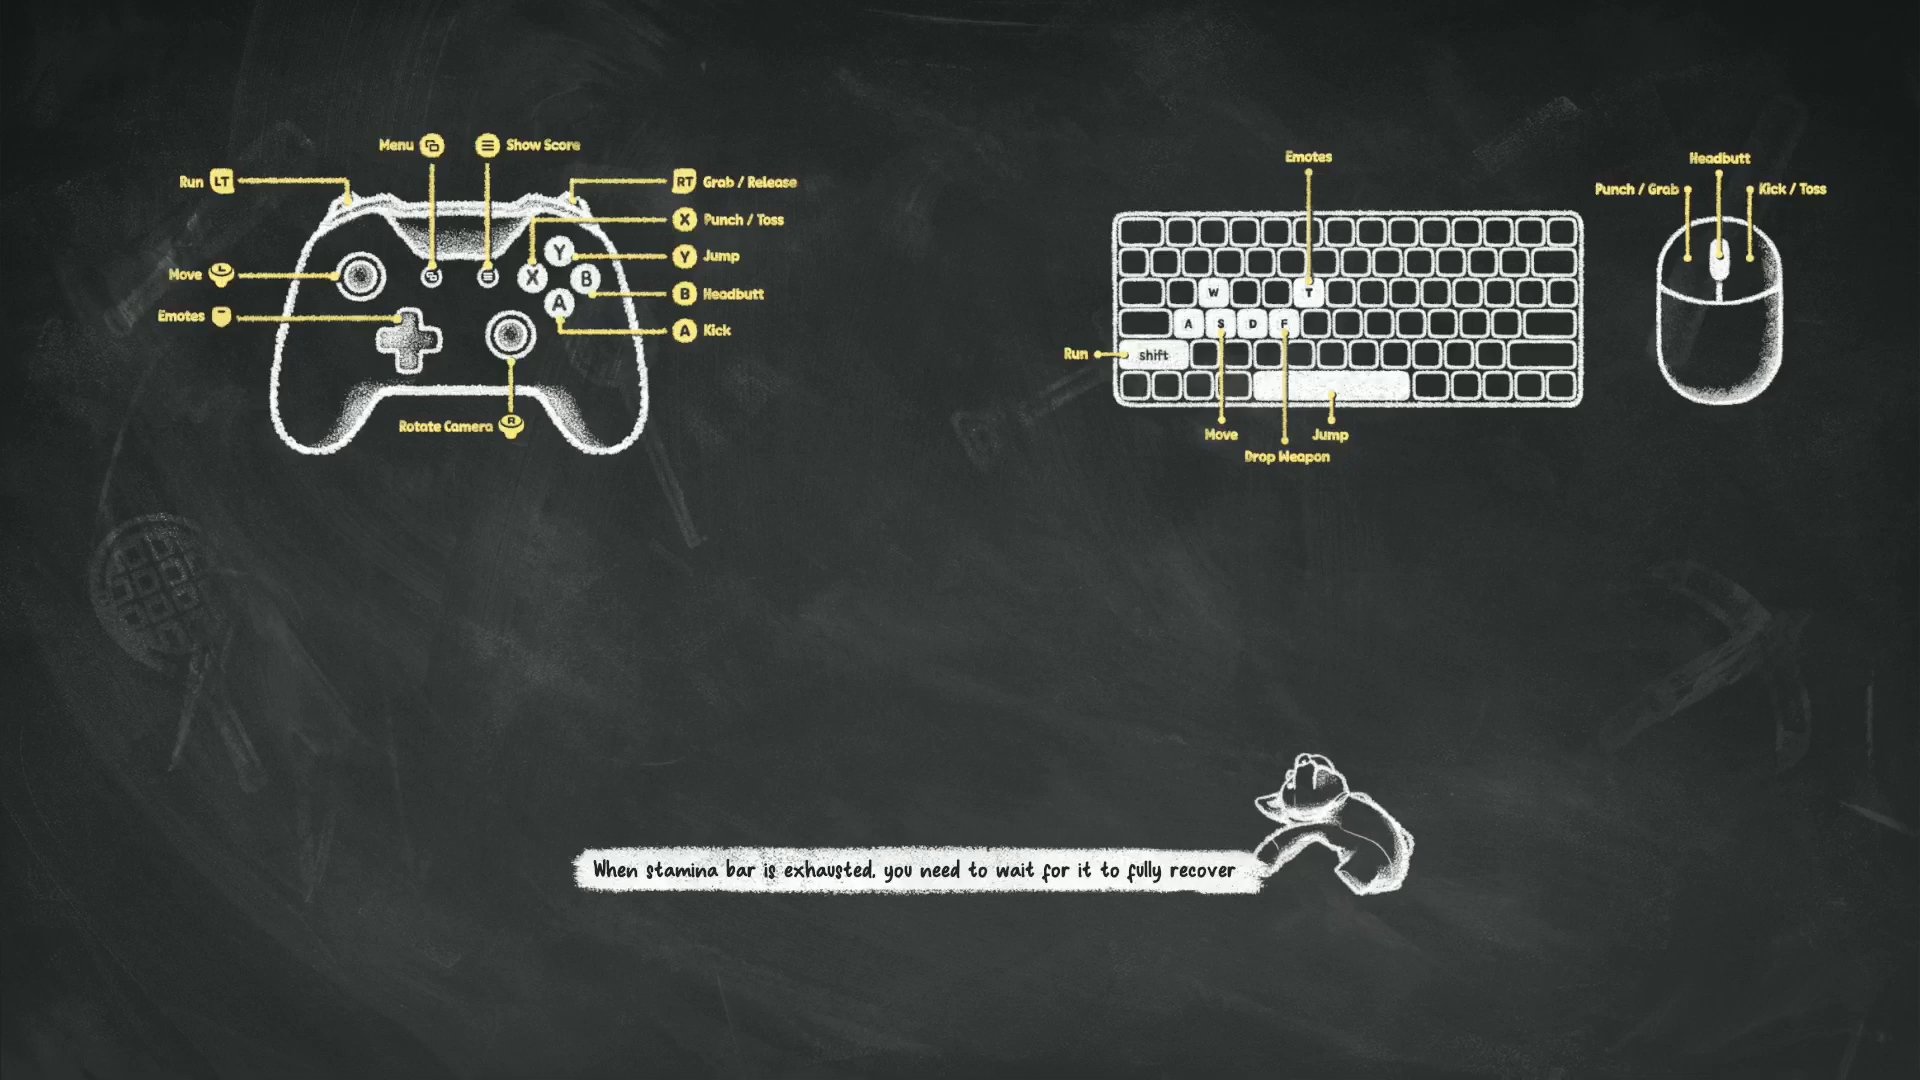 Menu
Show Score
Run LT
RT Grab / Release
X Punch / Toss
Y Jump
B Headbutt
A Kick
Move L
Emotes
Y
X
B
A
Rotate Camera R
Emotes
W
T
A
S
D
F
Run
shift
Move
Jump
Drop Weapon
Headbutt
Punch / Grab
Kick / Toss
When stamina bar is exhausted, you need to wait for it to fully recover